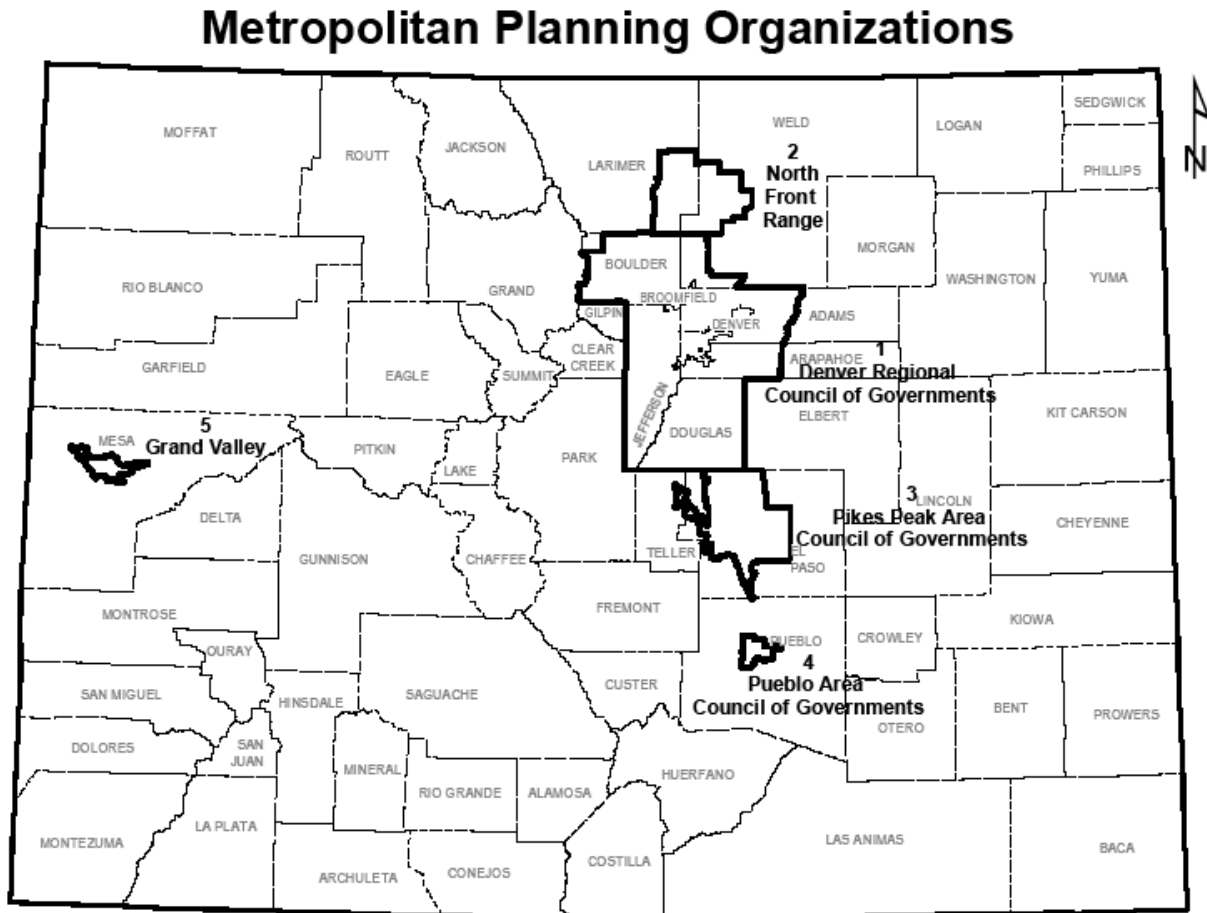 Metropolitan Planning Organizations
SEDGWICK
MOFFAT
WELD
LOGAN
JACKSON
ROUTT
2
North
Front
Range
LARIMER
PHILLIPS
N
MORGAN
BOULDER
WASHINGTON
YUMA
RIO BLANCO
GRAND
BROOMFIELD
GILPIN
DENVER
ADAMS
CLEAR
CREEK
1
ARAPAHOE
Denver Regional
Council of Governments
GARFIELD
EAGLE
SUMMIT
ELBERT
KIT CARSON
JEFFERSON
DOUGLAS
5
Grand Valley
MESA
PITKIN
PARK
LAKE
3
LINCOLN
Pikes Peak Area
Council of Governments
DELTA
CHEYENNE
GUNNISON
CHAFFEE
TELLER
EL
PASO
FREMONT
MONTROSE
KIOWA
OURAY
PUEBLO
CROWLEY
4
Pueblo Area
Council of Governments
SAN MIGUEL
HINSDALE
SAGUACHE
CUSTER
BENT
PROWERS
OTERO
DOLORES
SAN
JUAN
MINERAL
HUERFANO
RIO GRANDE
ALAMOSA
LA PLATA
MONTEZUMA
LAS ANIMAS
BACA
COSTILLA
CONEJOS
ARCHULETA